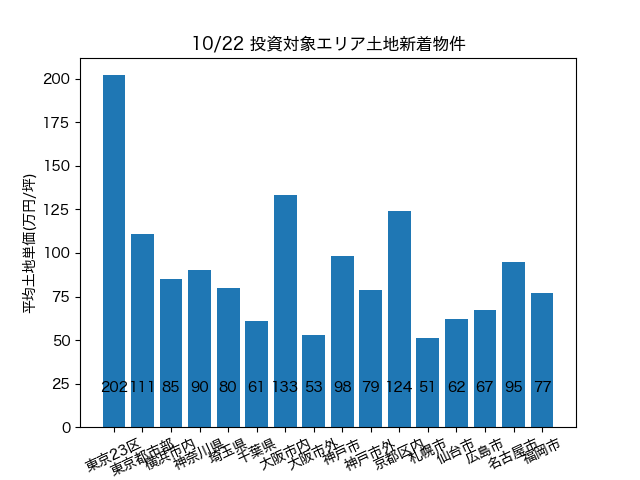 10/22 投資対象エリア土地新着物件
平均土地単価(万円/坪)
200
175
150
125
100
75
50
25
0
202 111 85 90 80 61 133 53 98 79 124 51 62 67 95 77
東京23区 東京都市部 横浜市内 神奈川県 埼玉県 千葉県 大阪市内 大阪市外 神戸市 神戸市外 京都区内 札幌市 仙台市 広島市 名古屋市 福岡市